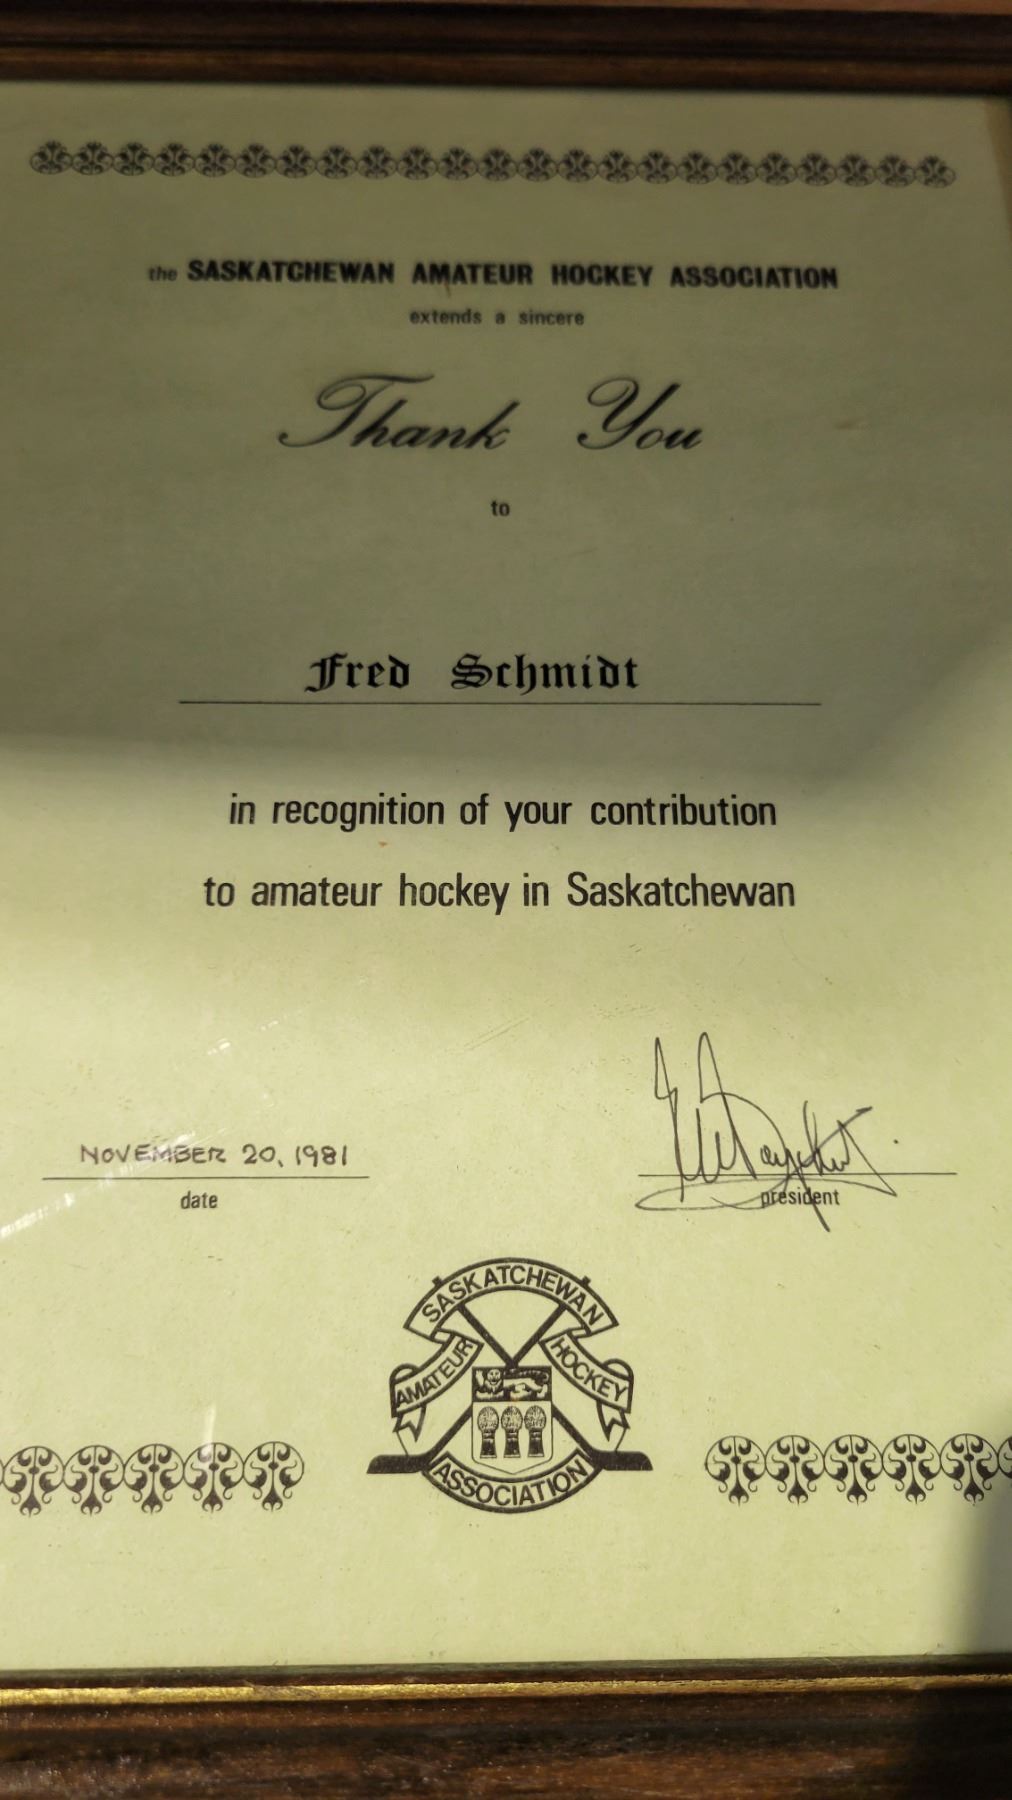 the SASKATCHEWAN AMATEUR HOCKEY ASSOCIATION
extends a sincere
Thank You
to
Fred Schmidt
in recognition of your contribution
to amateur hockey in Saskatchewan
NOVEMBER 20, 1981
date
president
SASKATCHEWAN
AMATEUR
HOCKEY
ASSOCIATION